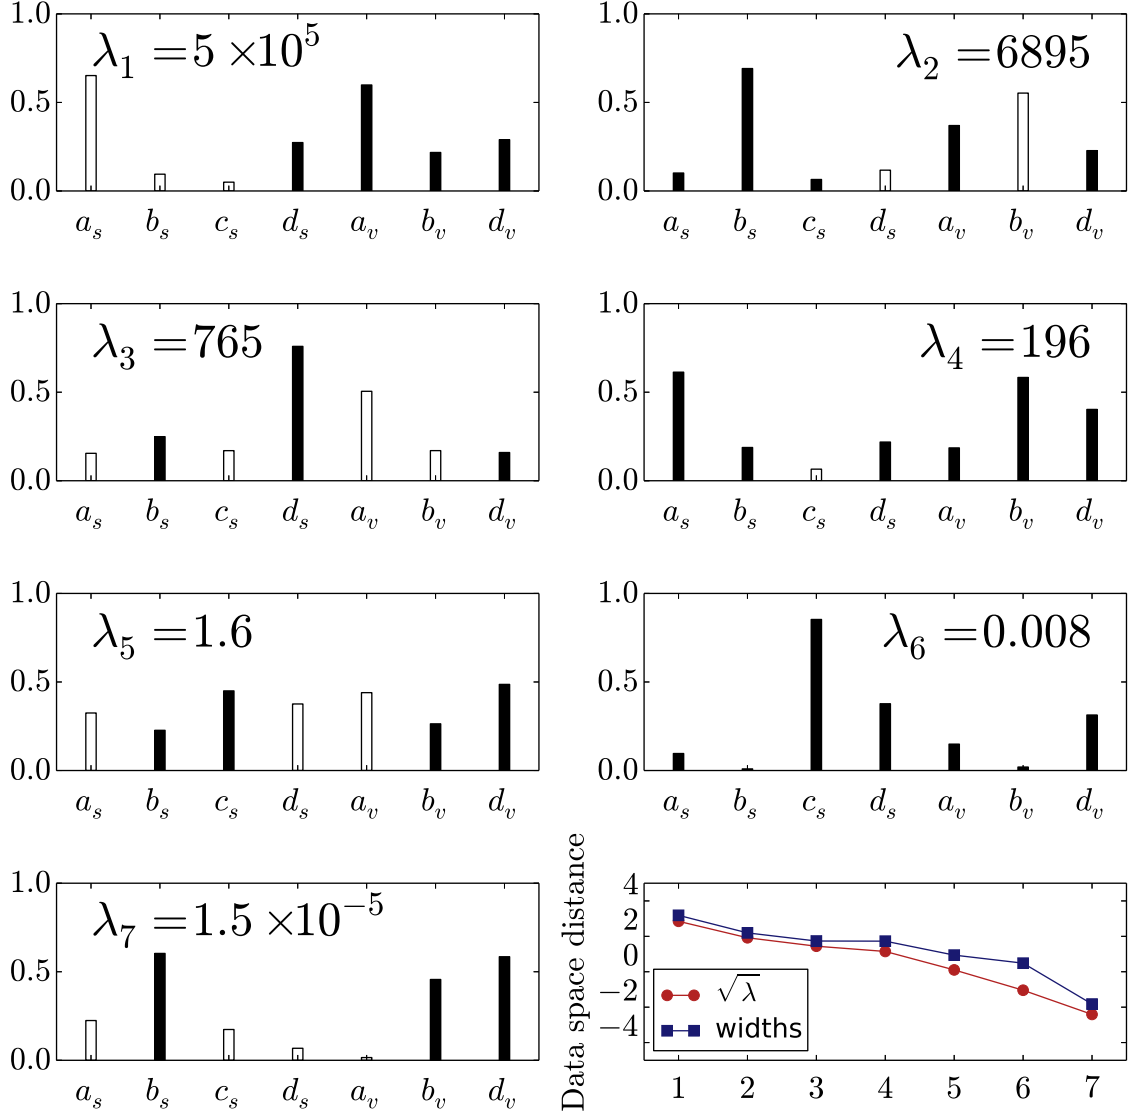 1.0
λ₁ = 5 ×10⁵
0.5
0.0
a_s b_s c_s d_s a_v b_v d_v
1.0
λ₂ = 6895
0.5
0.0
a_s b_s c_s d_s a_v b_v d_v
1.0
λ₃ = 765
0.5
0.0
a_s b_s c_s d_s a_v b_v d_v
1.0
λ₄ = 196
0.5
0.0
a_s b_s c_s d_s a_v b_v d_v
1.0
λ₅ = 1.6
0.5
0.0
a_s b_s c_s d_s a_v b_v d_v
1.0
λ₆ = 0.008
0.5
0.0
a_s b_s c_s d_s a_v b_v d_v
1.0
λ₇ = 1.5 ×10⁻⁵
0.5
0.0
a_s b_s c_s d_s a_v b_v d_v
Data space distance
4
2
0
−2
−4
√λ
widths
1 2 3 4 5 6 7